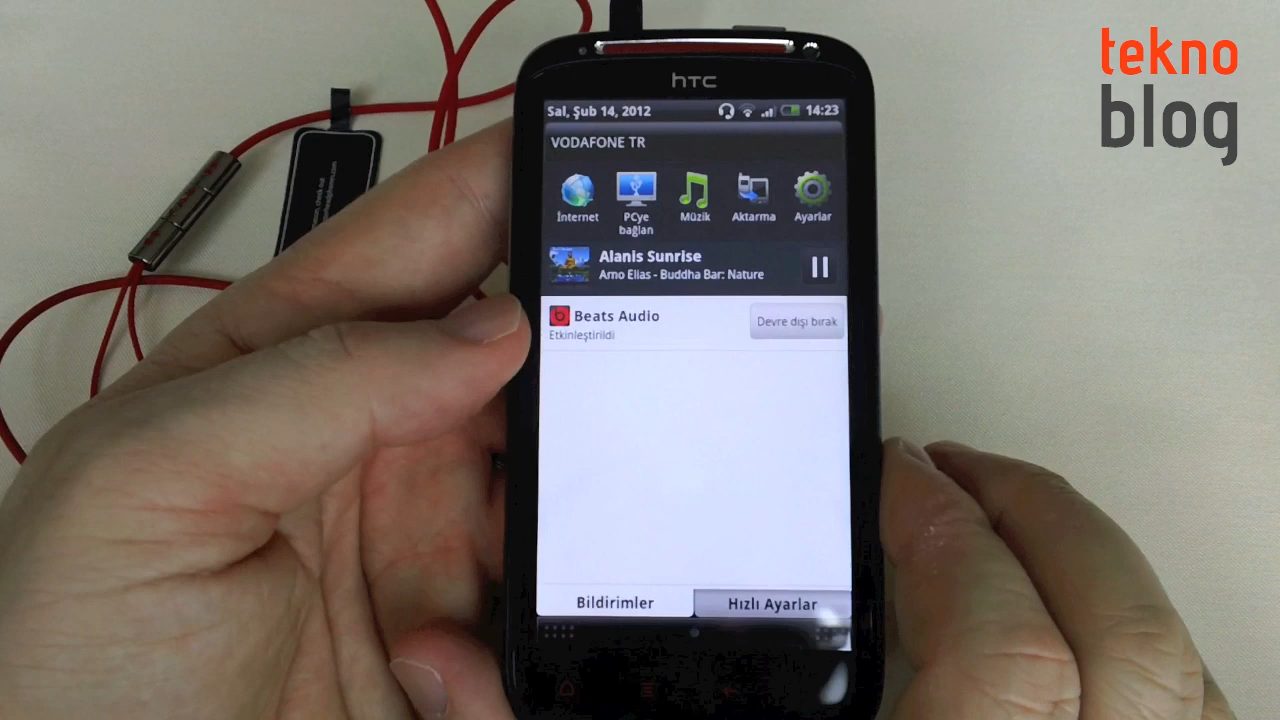 tekno
blog
hTC
Sal, Şub 14, 2012
14:23
VODAFONE TR
İnternet
PCye bağlan
Müzik
Aktarma
Ayarlar
Alanis Sunrise
Arno Elias - Buddha Bar: Nature
Beats Audio
Etkinleştirildi
Devre dışı bırak
Bildirimler
Hızlı Ayarlar